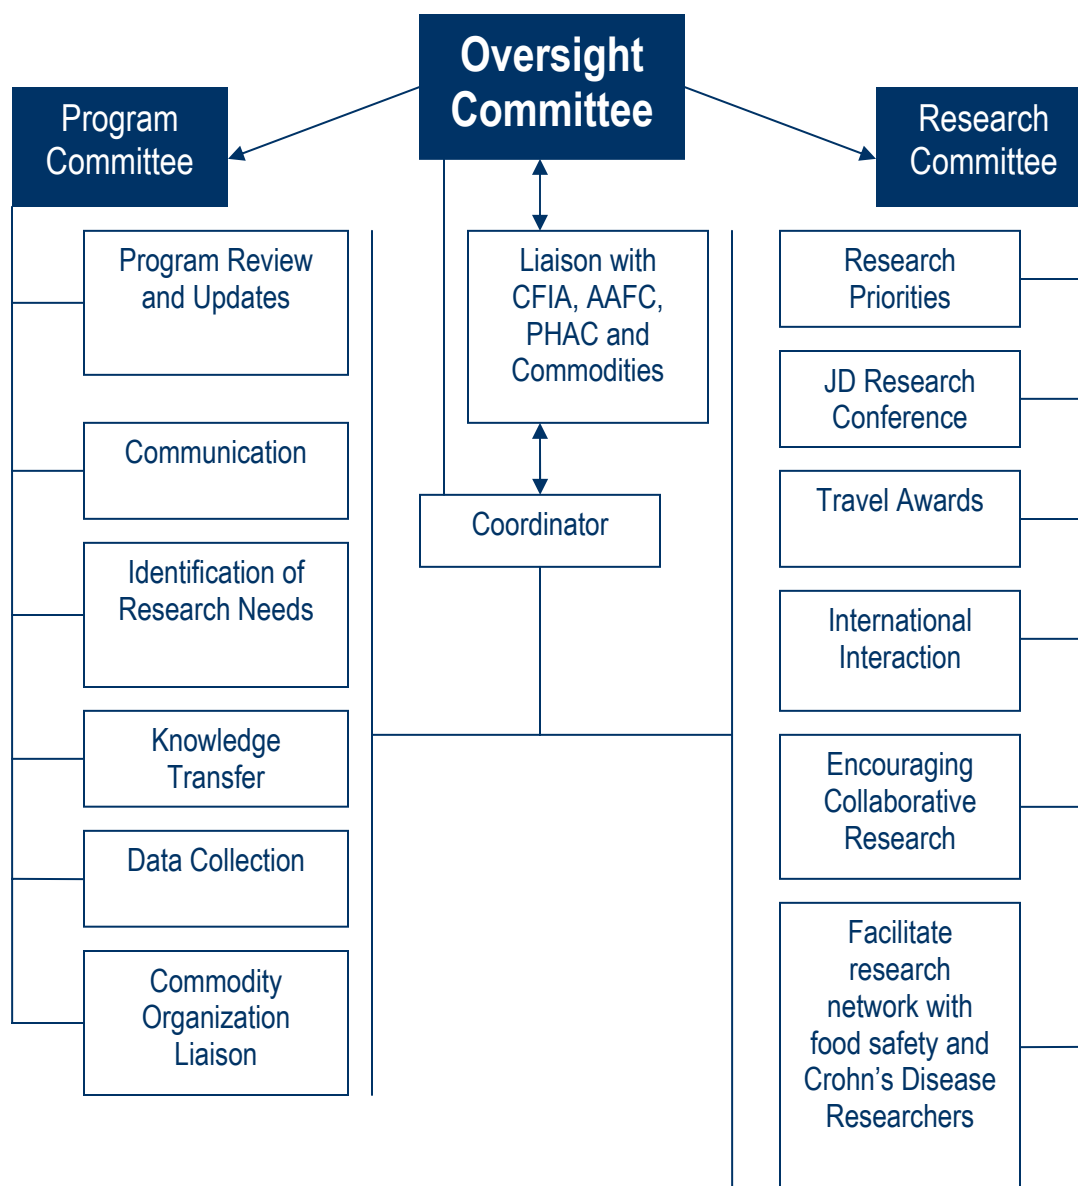 Oversight
Committee
Program
Committee
Research
Committee
Program Review
and Updates
Communication
Identification of
Research Needs
Knowledge
Transfer
Data Collection
Commodity
Organization
Liaison
Liaison with
CFIA, AAFC,
PHAC and
Commodities
Coordinator
Research
Priorities
JD Research
Conference
Travel Awards
International
Interaction
Encouraging
Collaborative
Research
Facilitate
research
network with
food safety and
Crohn’s Disease
Researchers